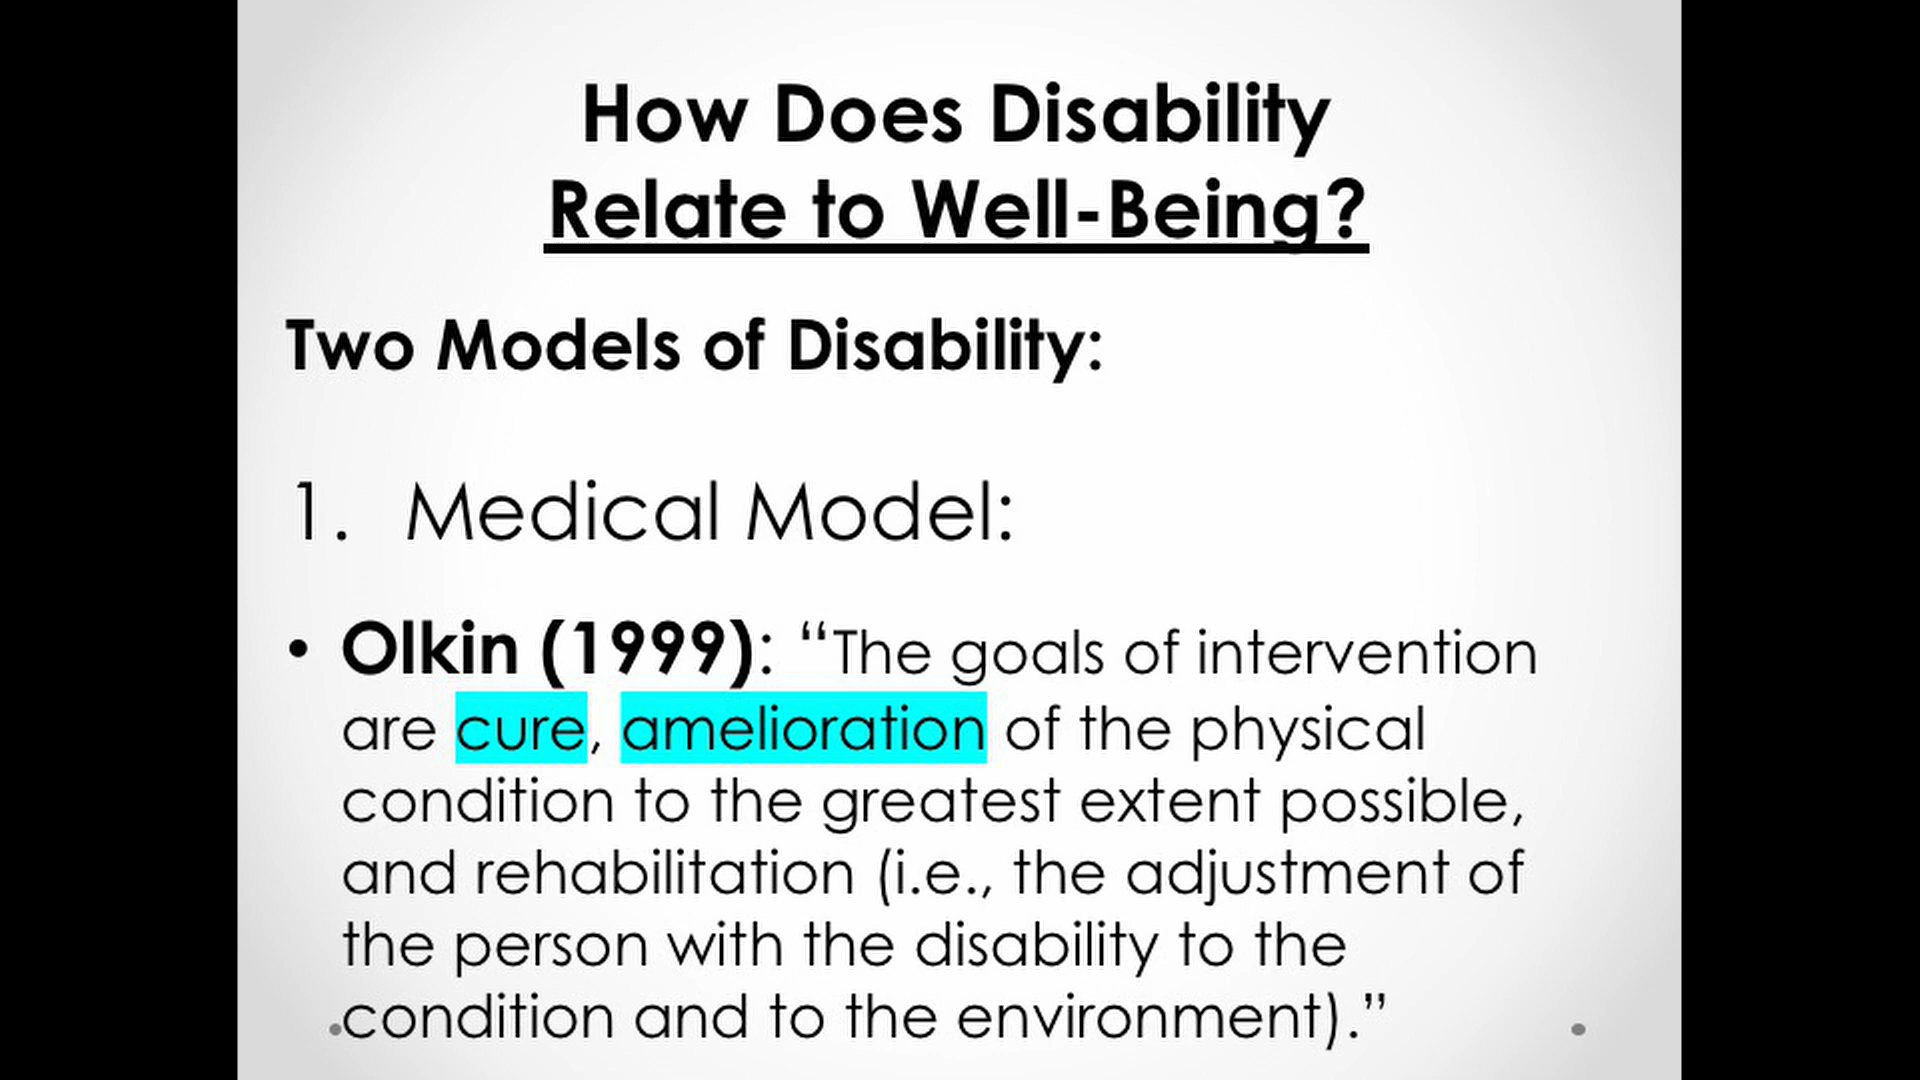 How Does Disability
Relate to Well-Being?
Two Models of Disability:
1. Medical Model:
• Olkin (1999): “The goals of intervention
are cure, amelioration of the physical
condition to the greatest extent possible,
and rehabilitation (i.e., the adjustment of
the person with the disability to the
condition and to the environment).”